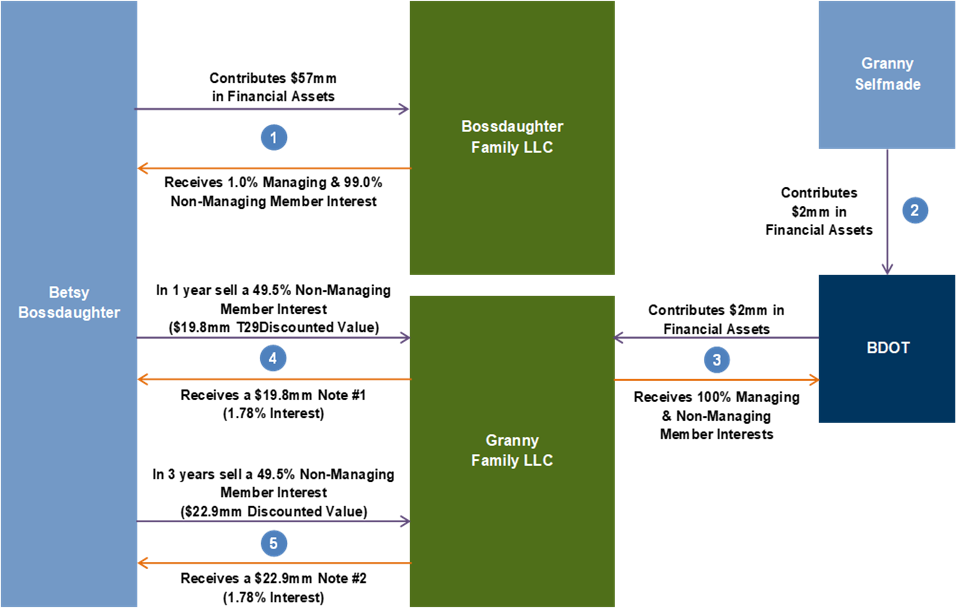 Contributes $57mm
in Financial Assets
1
Receives 1.0% Managing & 99.0%
Non-Managing Member Interest
Bossdaughter
Family LLC
Granny
Selfmade
Contributes
$2mm in
Financial Assets
2
Betsy
Bossdaughter
In 1 year sell a 49.5% Non-Managing
Member Interest
($19.8mm T29Discounted Value)
4
Receives a $19.8mm Note #1
(1.78% Interest)
In 3 years sell a 49.5% Non-Managing
Member Interest
($22.9mm Discounted Value)
5
Receives a $22.9mm Note #2
(1.78% Interest)
Granny
Family LLC
Contributes $2mm in
Financial Assets
3
Receives 100% Managing
& Non-Managing
Member Interests
BDOT